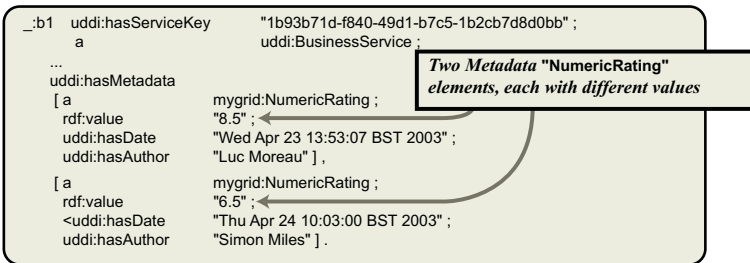 _:b1 uddi:hasServiceKey "1b93b71d-f840-49d1-b7c5-1b2cb7d8d0bb" ;
a uddi:BusinessService ;
...
Two Metadata "NumericRating"
elements, each with different values
uddi:hasMetadata
[ a mygrid:NumericRating ;
rdf:value "8.5" ;
uddi:hasDate "Wed Apr 23 13:53:07 BST 2003" ;
uddi:hasAuthor "Luc Moreau" ] ,
[ a mygrid:NumericRating ;
rdf:value "6.5" ;
<uddi:hasDate "Thu Apr 24 10:03:00 BST 2003" ;
uddi:hasAuthor "Simon Miles" ] .